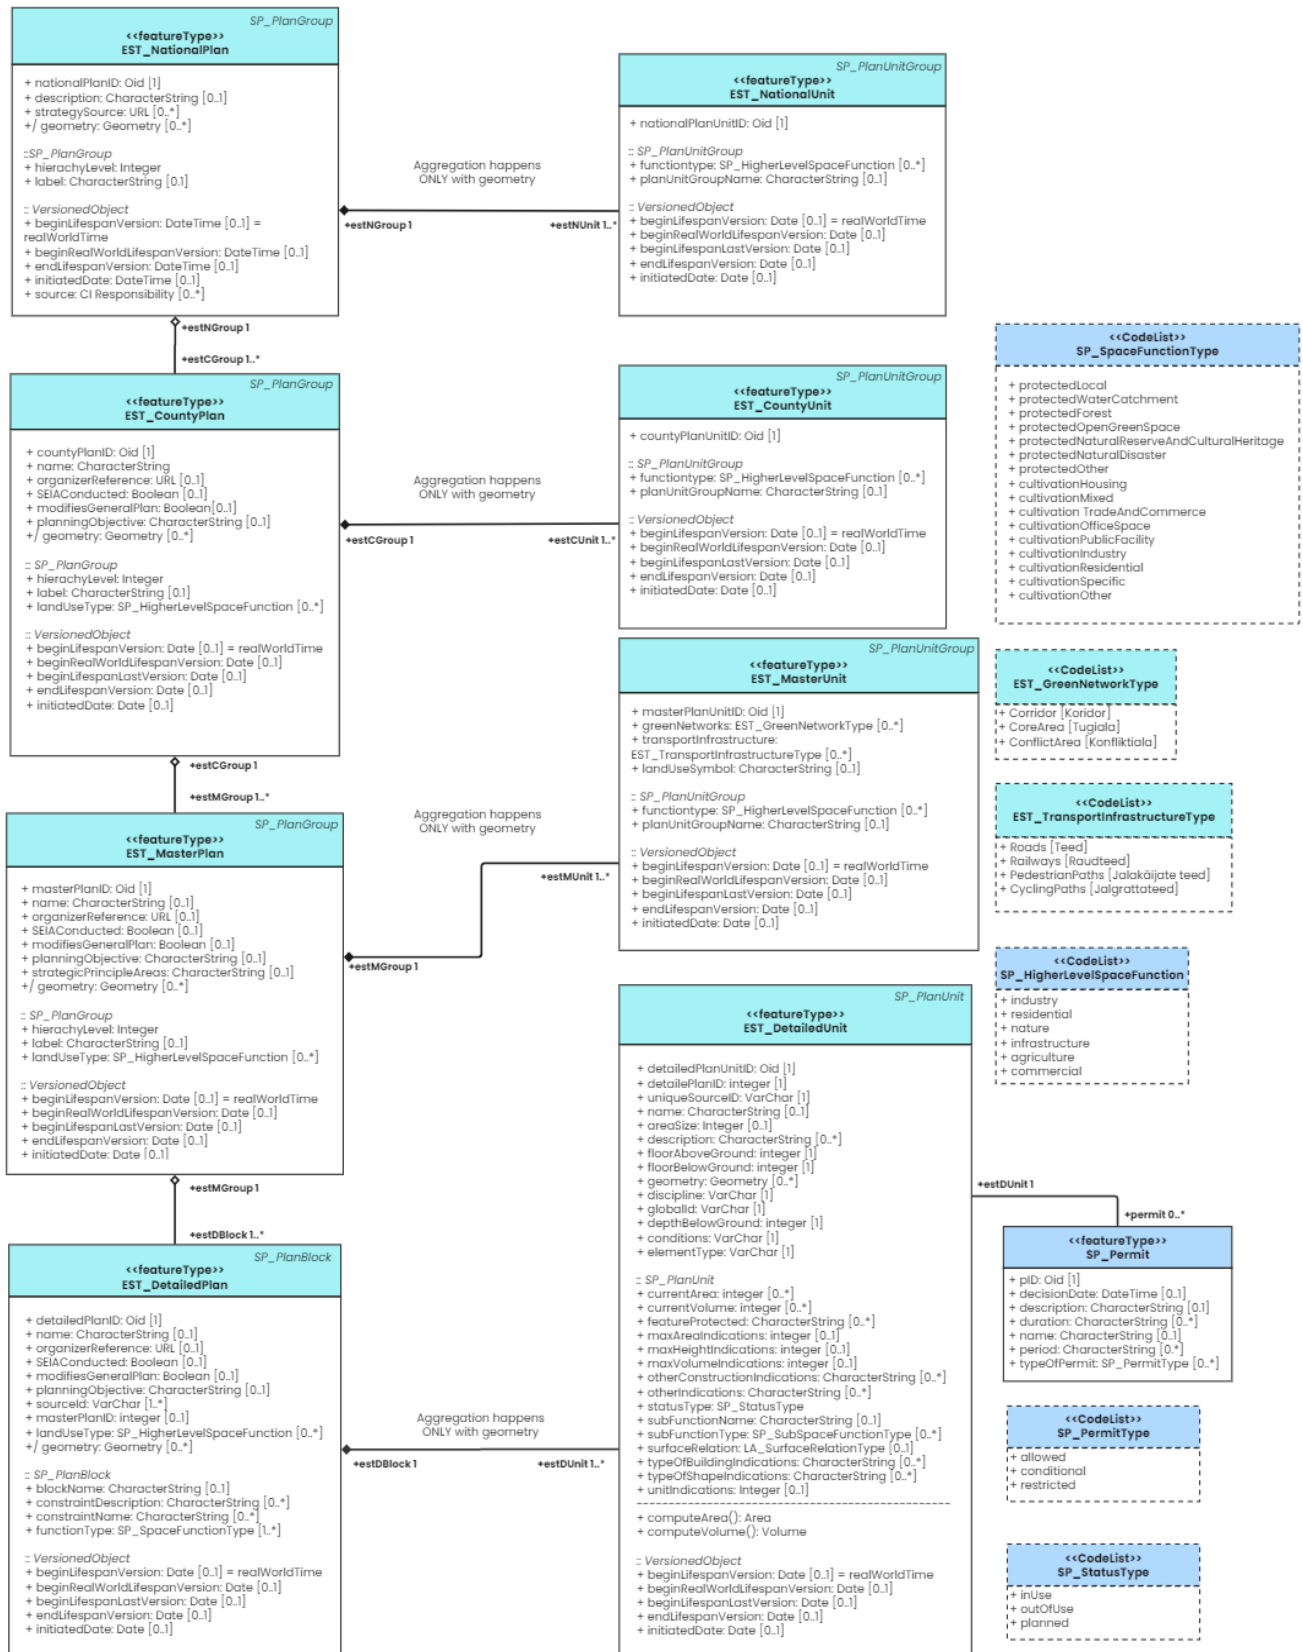 SP_PlanGroup
<<featureType>>
EST_NationalPlan
+ nationalPlanID: Oid [1]
+ description: CharacterString [0..1]
+ strategySource: URL [0..*]
+/ geometry: Geometry [0..*]
::SP_PlanGroup
+ hierachyLevel: Integer
+ label: CharacterString [0.1]
:: VersionedObject
+ beginLifespanVersion: DateTime [0..1] =
realWorldTime
+ beginRealWorldLifespanVersion: DateTime [0..1]
+ endLifespanVersion: DateTime [0..1]
+ initiatedDate: DateTime [0..1]
+ source: CI Responsibility [0..*]
Aggregation happens
ONLY with geometry
+estNGroup 1
+estNUnit 1..*
SP_PlanUnitGroup
<<featureType>>
EST_NationalUnit
+ nationalPlanUnitID: Oid [1]
:: SP_PlanUnitGroup
+ functiontype: SP_HigherLevelSpaceFunction [0..*]
+ planUnitGroupName: CharacterString [0..1]
:: VersionedObject
+ beginLifespanVersion: Date [0..1] = realWorldTime
+ beginRealWorldLifespanVersion: Date [0..1]
+ beginLifespanLastVersion: Date [0..1]
+ endLifespanVersion: Date [0..1]
+ initiatedDate: Date [0..1]
+estNGroup 1
+estCGroup 1..*
SP_PlanGroup
<<featureType>>
EST_CountyPlan
+ countyPlanID: Oid [1]
+ name: CharacterString
+ organizerReference: URL [0..1]
+ SEIAConducted: Boolean [0..1]
+ modifiesGeneralPlan: Boolean[0..1]
+ planningObjective: CharacterString [0..1]
+/ geometry: Geometry [0..*]
:: SP_PlanGroup
+ hierachyLevel: Integer
+ label: CharacterString [0.1]
+ landUseType: SP_HigherLevelSpaceFunction [0..*]
:: VersionedObject
+ beginLifespanVersion: Date [0..1] = realWorldTime
+ beginRealWorldLifespanVersion: Date [0..1]
+ beginLifespanLastVersion: Date [0..1]
+ endLifespanVersion: Date [0..1]
+ initiatedDate: Date [0..1]
Aggregation happens
ONLY with geometry
+estCGroup 1
+estCUnit 1..*
SP_PlanUnitGroup
<<featureType>>
EST_CountyUnit
+ countyPlanUnitID: Oid [1]
:: SP_PlanUnitGroup
+ functiontype: SP_HigherLevelSpaceFunction [0..*]
+ planUnitGroupName: CharacterString [0..1]
:: VersionedObject
+ beginLifespanVersion: Date [0..1] = realWorldTime
+ beginRealWorldLifespanVersion: Date [0..1]
+ beginLifespanLastVersion: Date [0..1]
+ endLifespanVersion: Date [0..1]
+ initiatedDate: Date [0..1]
<<CodeList>>
SP_SpaceFunctionType
+ protectedLocal
+ protectedWaterCatchment
+ protectedForest
+ protectedOpenGreenSpace
+ protectedNaturalReserveAndCulturalHeritage
+ protectedNaturalDisaster
+ protectedOther
+ cultivationHousing
+ cultivationMixed
+ cultivation TradeAndCommerce
+ cultivationOfficeSpace
+ cultivationPublicFacility
+ cultivationIndustry
+ cultivationResidential
+ cultivationSpecific
+ cultivationOther
+estCGroup 1
+estMGroup 1..*
SP_PlanGroup
<<featureType>>
EST_MasterPlan
+ masterPlanID: Oid [1]
+ name: CharacterString [0..1]
+ organizerReference: URL [0..1]
+ SEIAConducted: Boolean [0..1]
+ modifiesGeneralPlan: Boolean [0..1]
+ planningObjective: CharacterString [0..1]
+ strategicPrincipleAreas: CharacterString [0..1]
+/ geometry: Geometry [0..*]
:: SP_PlanGroup
+ hierachyLevel: Integer
+ label: CharacterString [0..1]
+ landUseType: SP_HigherLevelSpaceFunction [0..*]
:: VersionedObject
+ beginLifespanVersion: Date [0..1] = realWorldTime
+ beginRealWorldLifespanVersion: Date [0..1]
+ beginLifespanLastVersion: Date [0..1]
+ endLifespanVersion: Date [0..1]
+ initiatedDate: Date [0..1]
Aggregation happens
ONLY with geometry
+estMGroup 1
+estMUnit 1..*
SP_PlanUnitGroup
<<featureType>>
EST_MasterUnit
+ masterPlanUnitID: Oid [1]
+ greenNetworks: EST_GreenNetworkType [0..*]
+ transportInfrastructure:
EST_TransportInfrastructureType [0..*]
+ landUseSymbol: CharacterString [0..1]
:: SP_PlanUnitGroup
+ functiontype: SP_HigherLevelSpaceFunction [0..*]
+ planUnitGroupName: CharacterString [0..1]
:: VersionedObject
+ beginLifespanVersion: Date [0..1] = realWorldTime
+ beginRealWorldLifespanVersion: Date [0..1]
+ beginLifespanLastVersion: Date [0..1]
+ endLifespanVersion: Date [0..1]
+ initiatedDate: Date [0..1]
<<CodeList>>
EST_GreenNetworkType
+ Corridor [Koridor]
+ CoreArea [Tugiala]
+ ConflictArea [Konfliktiala]
<<CodeList>>
EST_TransportInfrastructureType
+ Roads [Teed]
+ Railways [Raudteed]
+ PedestrianPaths [Jalakäijate teed]
+ CyclingPaths [Jalgrattateed]
<<CodeList>>
SP_HigherLevelSpaceFunction
+ industry
+ residential
+ nature
+ infrastructure
+ agriculture
+ commercial
+estMGroup 1
+estDBlock 1..*
SP_PlanBlock
<<featureType>>
EST_DetailedPlan
+ detailedPlanID: Oid [1]
+ name: CharacterString [0..1]
+ organizerReference: URL [0..1]
+ SEIAConducted: Boolean [0..1]
+ modifiesGeneralPlan: Boolean [0..1]
+ planningObjective: CharacterString [0..1]
+ sourceId: VarChar [1..*]
+ masterPlanID: integer [0..1]
+ landUseType: SP_HigherLevelSpaceFunction [0..*]
+/ geometry: Geometry [0..*]
:: SP_PlanBlock
+ blockName: CharacterString [0..1]
+ constraintDescription: CharacterString [0..*]
+ constraintName: CharacterString [0..*]
+ functionType: SP_SpaceFunctionType [1..*]
:: VersionedObject
+ beginLifespanVersion: Date [0..1] = realWorldTime
+ beginRealWorldLifespanVersion: Date [0..1]
+ beginLifespanLastVersion: Date [0..1]
+ endLifespanVersion: Date [0..1]
+ initiatedDate: Date [0..1]
Aggregation happens
ONLY with geometry
+estDBlock 1
+estDUnit 1..*
SP_PlanUnit
<<featureType>>
EST_DetailedUnit
+ detailedPlanUnitID: Oid [1]
+ detailePlanID: integer [1]
+ uniqueSourceID: VarChar [1]
+ name: CharacterString [0..1]
+ areaSize: Integer [0..1]
+ description: CharacterString [0..*]
+ floorAboveGround: integer [1]
+ floorBelowGround: integer [1]
+ geometry: Geometry [0..*]
+ discipline: VarChar [1]
+ globalId: VarChar [1]
+ depthBelowGround: integer [1]
+ conditions: VarChar [1]
+ elementType: VarChar [1]
:: SP_PlanUnit
+ currentArea: integer [0..*]
+ currentVolume: integer [0..*]
+ featureProtected: CharacterString [0..*]
+ maxAreaIndications: integer [0..1]
+ maxHeightIndications: integer [0..1]
+ maxVolumeIndications: integer [0..1]
+ otherConstructionIndications: CharacterString [0..*]
+ otherIndications: CharacterString [0..*]
+ statusType: SP_StatusType
+ subFunctionName: CharacterString [0..1]
+ subFunctionType: SP_SubSpaceFunctionType [0..*]
+ surfaceRelation: LA_SurfaceRelationType [0..1]
+ typeOfBuildingIndications: CharacterString [0..*]
+ typeOfShapeIndications: CharacterString [0..*]
+ unitIndications: Integer [0..1]
+ computeArea(): Area
+ computeVolume(): Volume
:: VersionedObject
+ beginLifespanVersion: Date [0..1] = realWorldTime
+ beginRealWorldLifespanVersion: Date [0..1]
+ beginLifespanLastVersion: Date [0..1]
+ endLifespanVersion: Date [0..1]
+ initiatedDate: Date [0..1]
+estDUnit 1
+permit 0..*
<<featureType>>
SP_Permit
+ pID: Oid [1]
+ decisionDate: DateTime [0..1]
+ description: CharacterString [0.1]
+ duration: CharacterString [0..*]
+ name: CharacterString [0..1]
+ period: CharacterString [0..*]
+ typeOfPermit: SP_PermitType [0..*]
<<CodeList>>
SP_PermitType
+ allowed
+ conditional
+ restricted
<<CodeList>>
SP_StatusType
+ inUse
+ outOfUse
+ planned